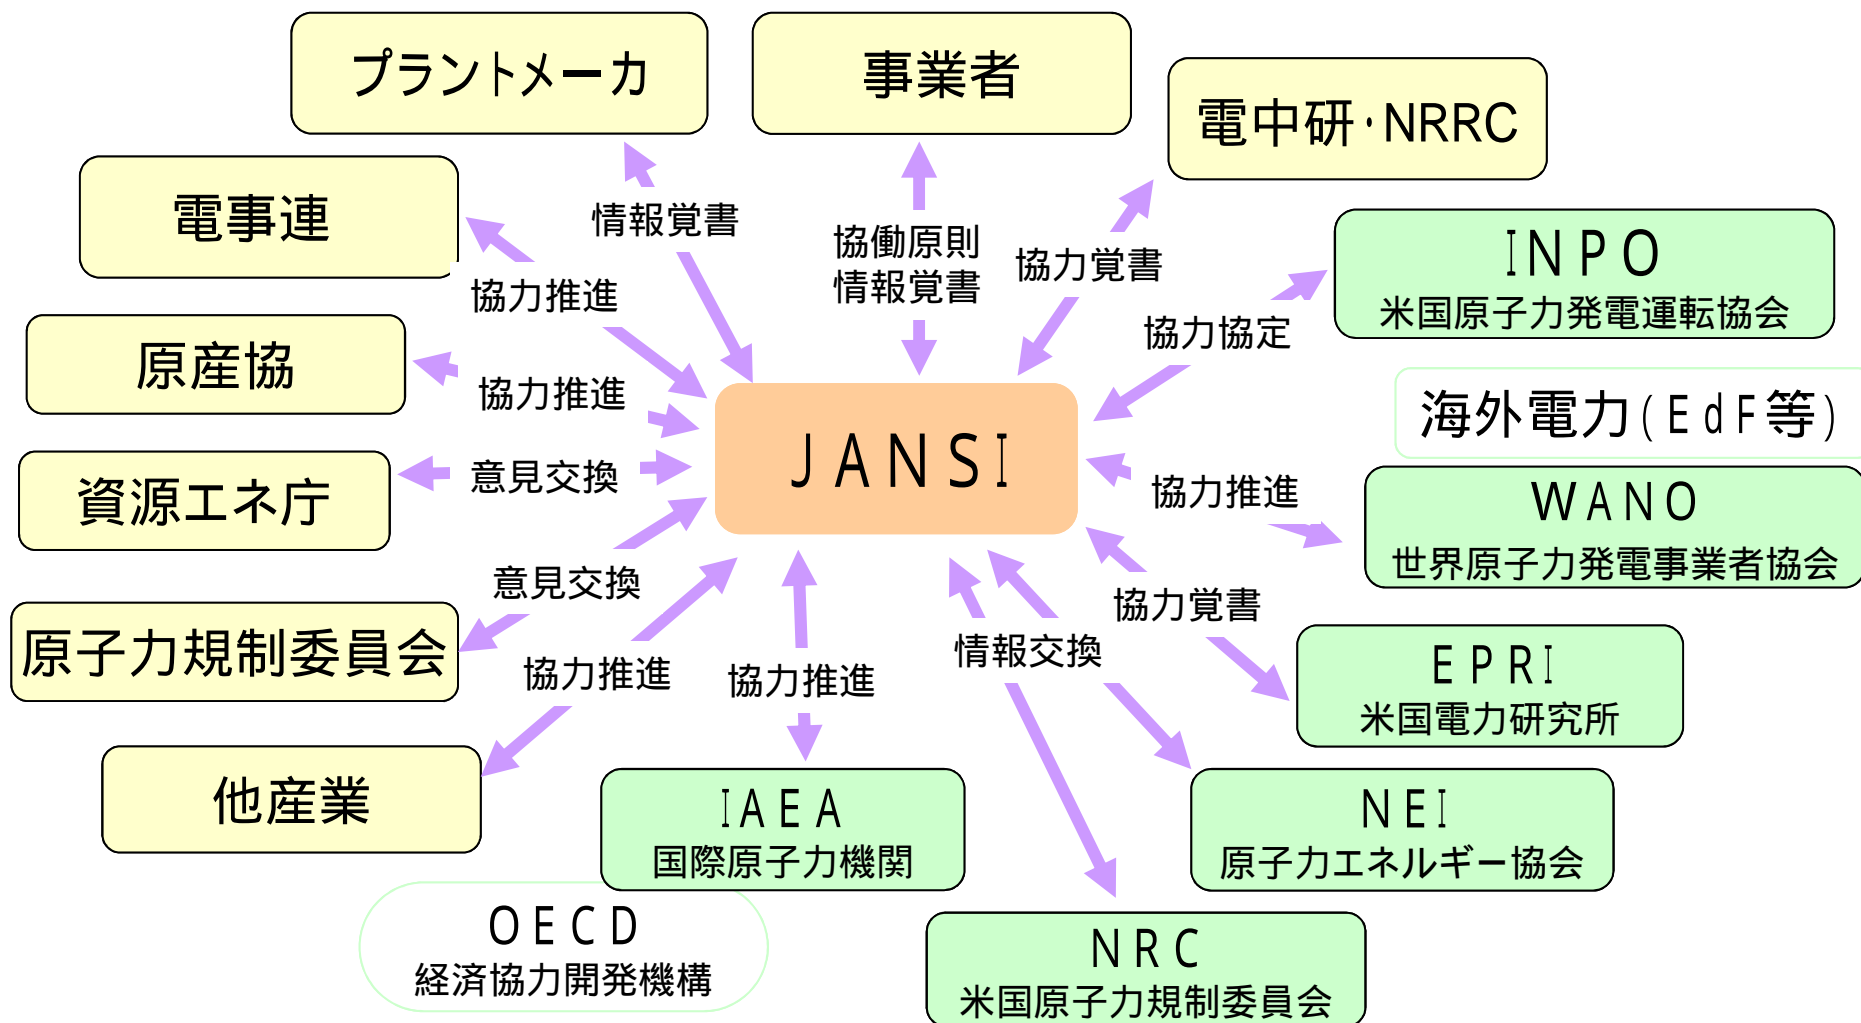 プラントメーカ
事業者
電中研・NRRC
電事連
情報覚書
協働原則
情報覚書
協力覚書
INPO
米国原子力発電運転協会
協力推進
協力協定
原産協
協力推進
海外電力(EdF等)
JANSI
資源エネ庁
意見交換
協力推進
WANO
世界原子力発電事業者協会
意見交換
協力覚書
原子力規制委員会
協力推進
協力推進
情報交換
EPRI
米国電力研究所
他産業
IAEA
国際原子力機関
NEI
原子力エネルギー協会
OECD
経済協力開発機構
NRC
米国原子力規制委員会